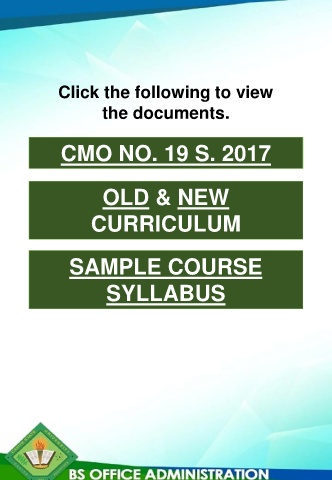 Click the following to view
the documents.
CMO NO. 19 S. 2017
OLD & NEW
CURRICULUM
SAMPLE COURSE
SYLLABUS
BS OFFICE ADMINISTRATION